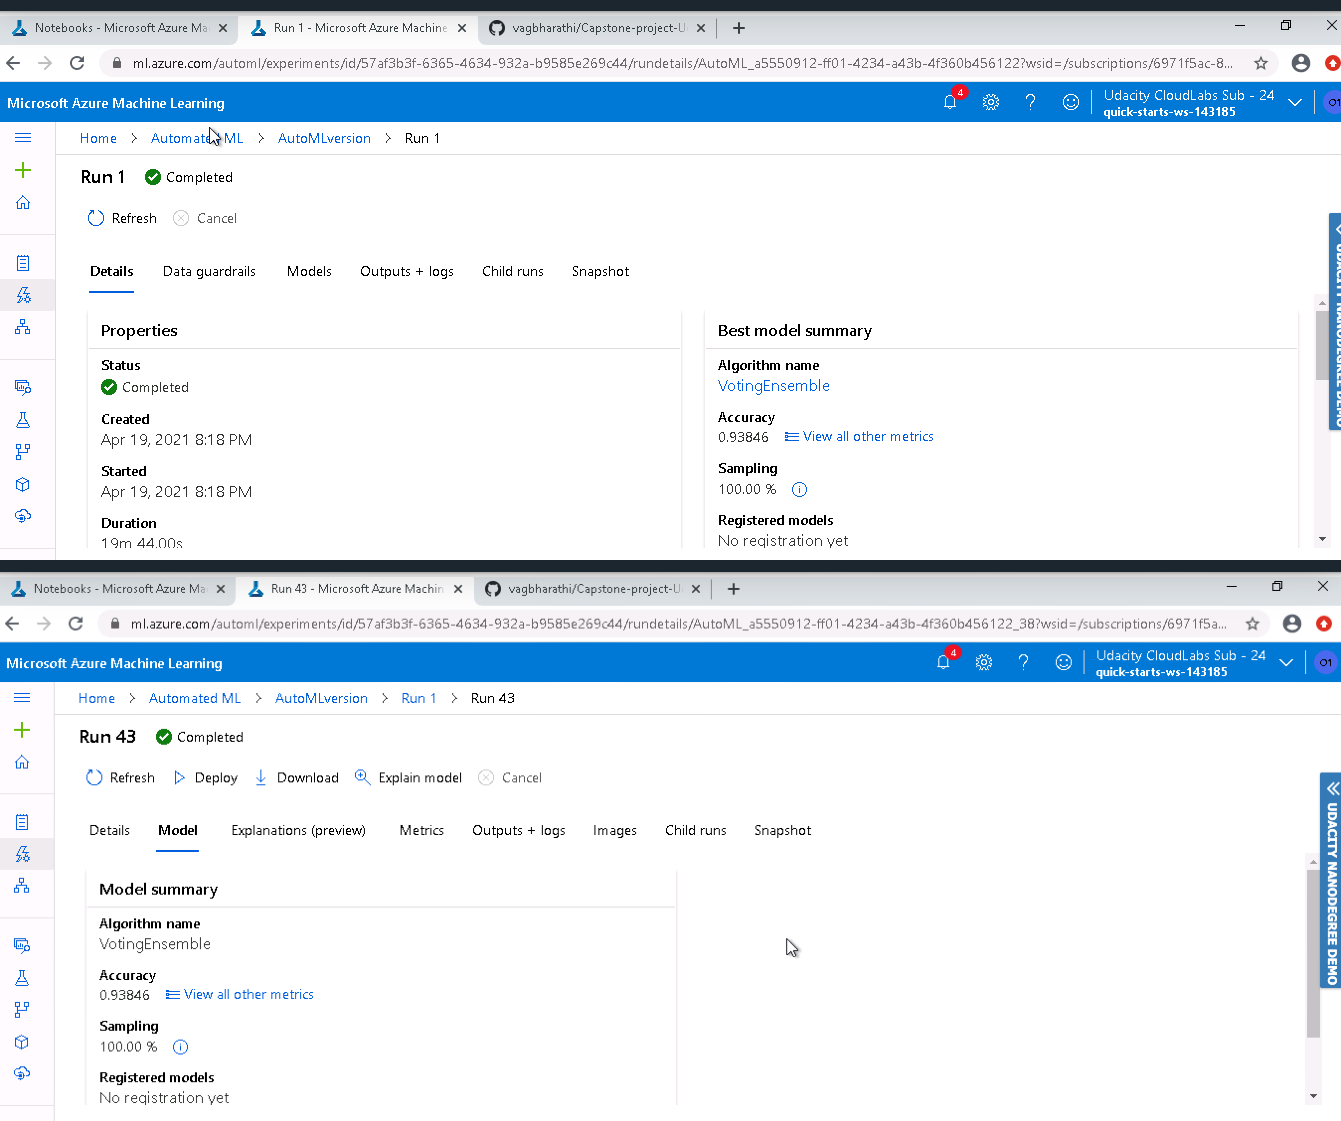 Notebooks - Microsoft Azure Ma
Run 1 - Microsoft Azure Machine
vagbharathi/Capstone-project-U
ml.azure.com/automl/experiments/id/57af3b3f-6365-4634-932a-b9585e269c44/rundetails/AutoML_a5550912-ff01-4234-a43b-4f360b456122?wsid=/subscriptions/6971f5ac-8...
Microsoft Azure Machine Learning
4
Udacity CloudLabs Sub - 24
quick-starts-ws-143185
O1
Home > Automated ML > AutoMLversion > Run 1
Run 1 Completed
Refresh Cancel
Details Data guardrails Models Outputs + logs Child runs Snapshot
UDACITY NANODEGREE DEMO
Properties
Status
Completed
Created
Apr 19, 2021 8:18 PM
Started
Apr 19, 2021 8:18 PM
Duration
19m 44.00s
Best model summary
Algorithm name
VotingEnsemble
Accuracy
0.93846 View all other metrics
Sampling
100.00 %
Registered models
No registration yet
Notebooks - Microsoft Azure Ma
Run 43 - Microsoft Azure Machin
vagbharathi/Capstone-project-U
ml.azure.com/automl/experiments/id/57af3b3f-6365-4634-932a-b9585e269c44/rundetails/AutoML_a5550912-ff01-4234-a43b-4f360b456122_38?wsid=/subscriptions/6971f5a...
Microsoft Azure Machine Learning
4
Udacity CloudLabs Sub - 24
quick-starts-ws-143185
O1
Home > Automated ML > AutoMLversion > Run 1 > Run 43
Run 43 Completed
Refresh Deploy Download Explain model Cancel
Details Model Explanations (preview) Metrics Outputs + logs Images Child runs Snapshot
UDACITY NANODEGREE DEMO
Model summary
Algorithm name
VotingEnsemble
Accuracy
0.93846 View all other metrics
Sampling
100.00 %
Registered models
No registration yet